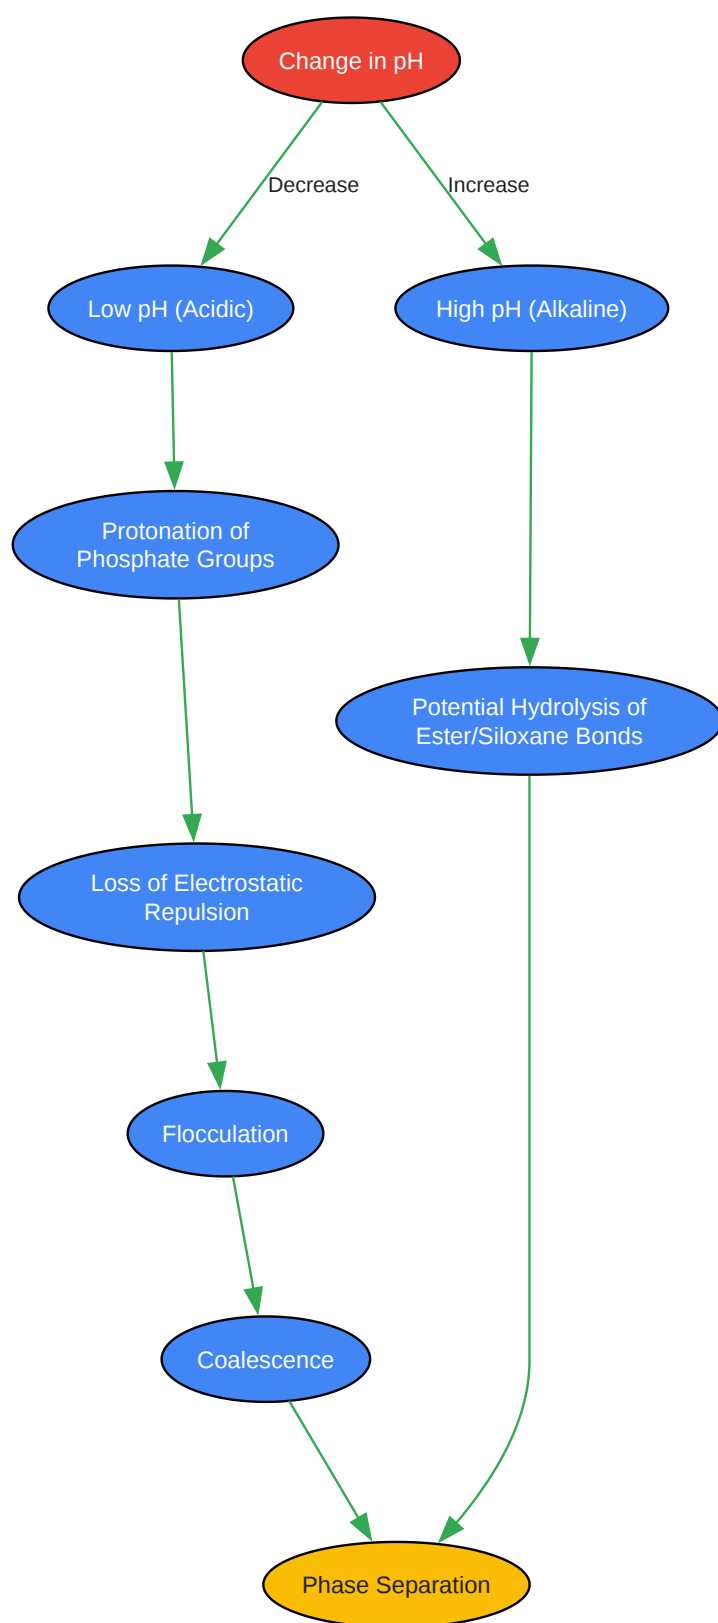 Change in pH
Decrease
Increase
Low pH (Acidic)
High pH (Alkaline)
Protonation of
Phosphate Groups
Potential Hydrolysis of
Ester/Siloxane Bonds
Loss of Electrostatic
Repulsion
Flocculation
Coalescence
Phase Separation